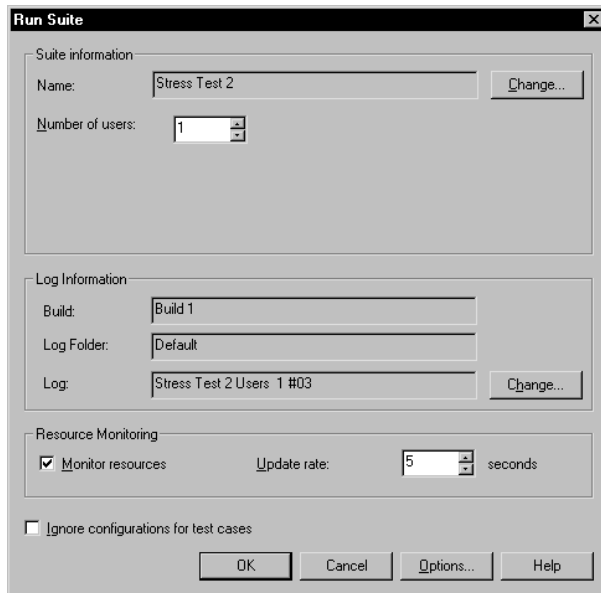 Run Suite
Suite information
Name: Stress Test 2 Change...
Number of users: 1
Log Information
Build: Build 1
Log Folder: Default
Log: Stress Test 2 Users 1 #03 Change...
Resource Monitoring
Monitor resources Update rate: 5 seconds
Ignore configurations for test cases
OK Cancel Options... Help